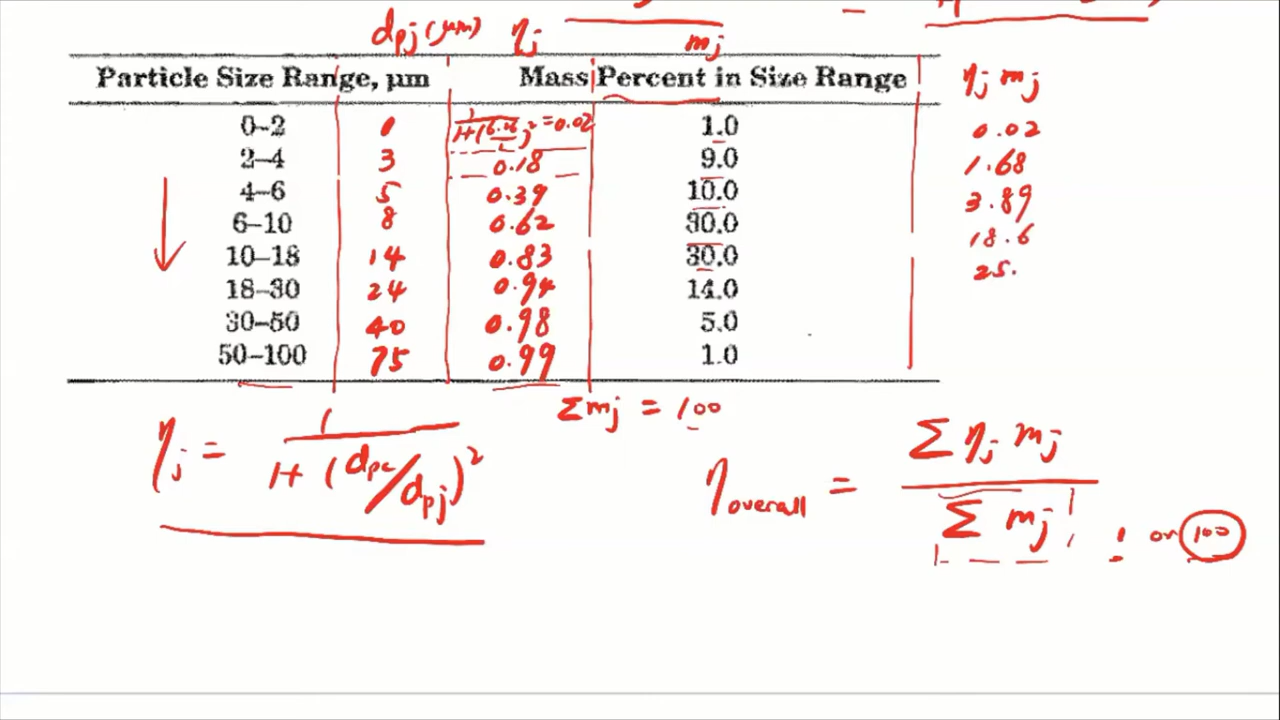 dpj (μm) ηj mj
Particle Size Range, μm Mass Percent in Size Range ηj mj
0–2 1 1/(1+(6.26/1)²) = 0.02 1.0 0.02
2–4 3 0.18 9.0 1.68
4–6 5 0.39 10.0 3.89
6–10 8 0.62 30.0 18.6
10–18 14 0.83 30.0 25.
18–30 24 0.94 14.0
30–50 40 0.98 5.0
50–100 75 0.99 1.0
Σmj = 100
ηj = 1/(1+(dpc/dpj)²)
ηoverall = Σ ηj mj / Σ mj ! or 100